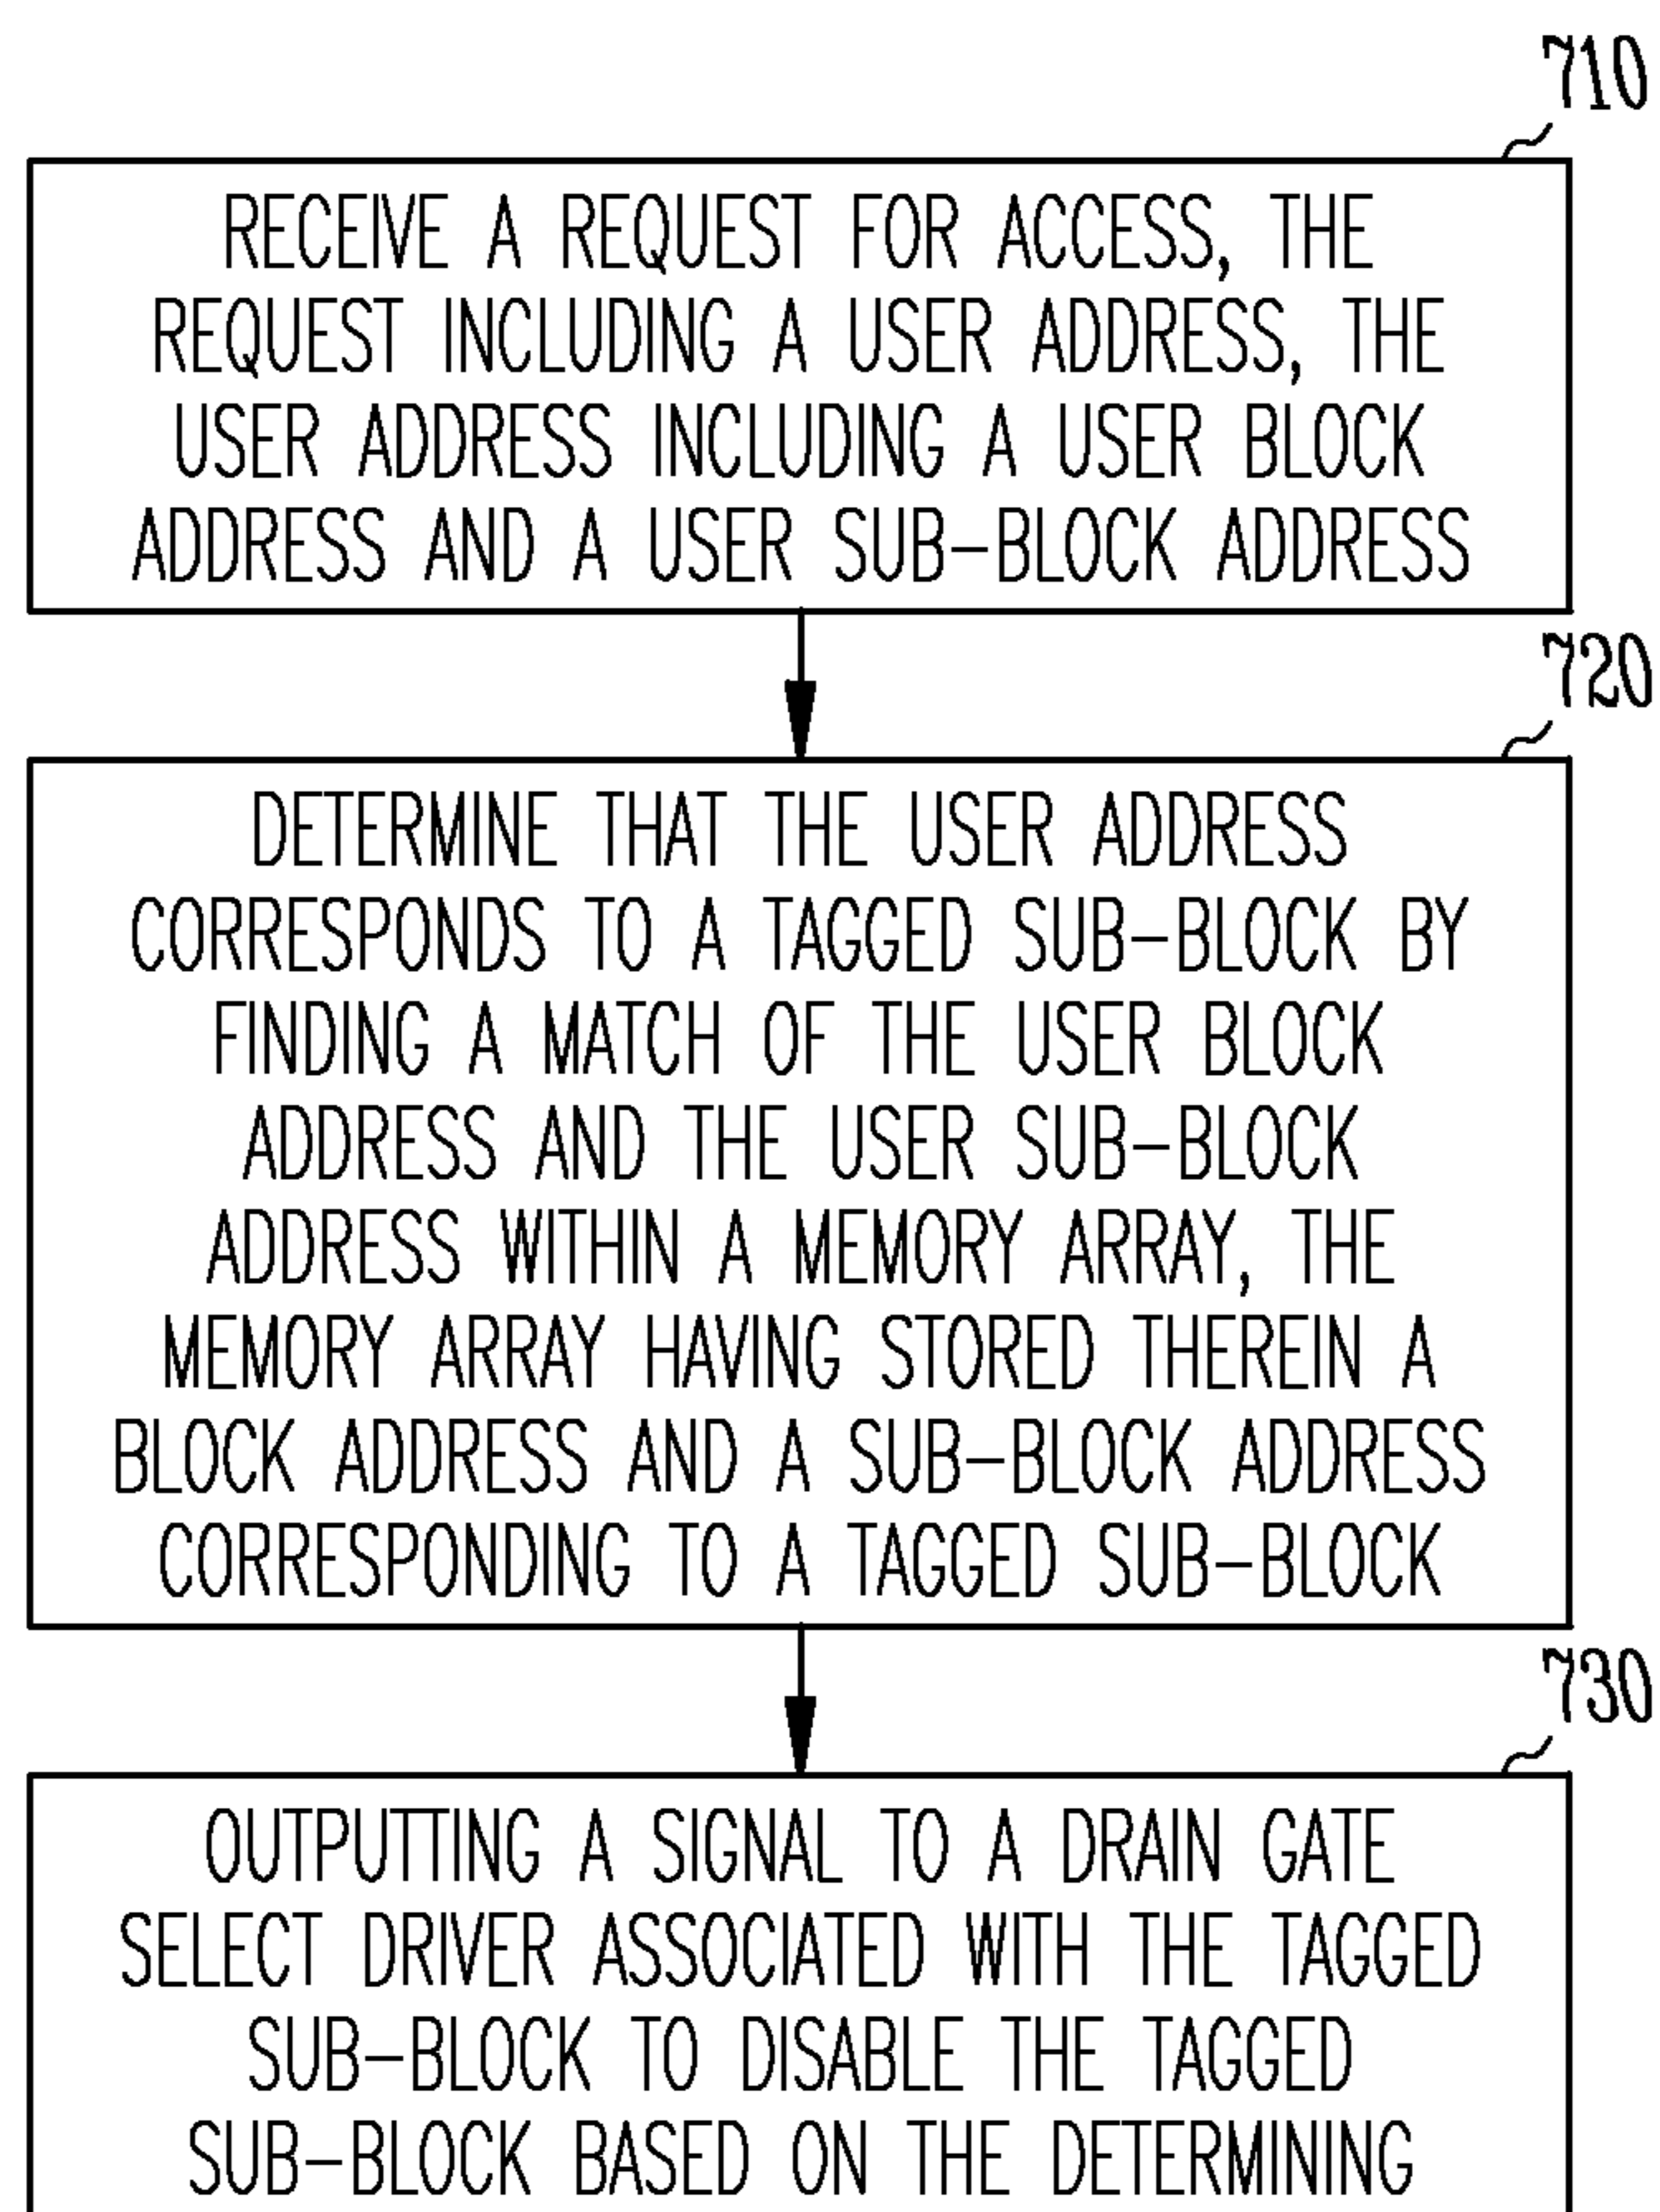 710
RECEIVE A REQUEST FOR ACCESS, THE
REQUEST INCLUDING A USER ADDRESS, THE
USER ADDRESS INCLUDING A USER BLOCK
ADDRESS AND A USER SUB-BLOCK ADDRESS
720
DETERMINE THAT THE USER ADDRESS
CORRESPONDS TO A TAGGED SUB-BLOCK BY
FINDING A MATCH OF THE USER BLOCK
ADDRESS AND THE USER SUB-BLOCK
ADDRESS WITHIN A MEMORY ARRAY, THE
MEMORY ARRAY HAVING STORED THEREIN A
BLOCK ADDRESS AND A SUB-BLOCK ADDRESS
CORRESPONDING TO A TAGGED SUB-BLOCK
730
OUTPUTTING A SIGNAL TO A DRAIN GATE
SELECT DRIVER ASSOCIATED WITH THE TAGGED
SUB-BLOCK TO DISABLE THE TAGGED
SUB-BLOCK BASED ON THE DETERMINING